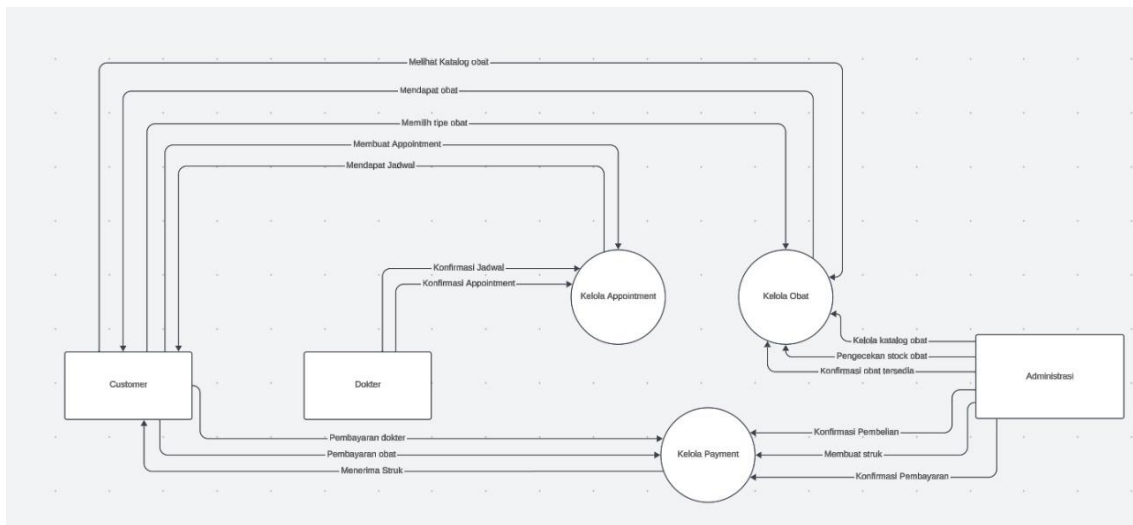 Melihat Katalog obat
Mendapat obat
Memilih tipe obat
Membuat Appointment
Mendapat Jadwal
Konfirmasi Jadwal
Konfirmasi Appointment
Kelola Appointment
Kelola Obat
Kelola katalog obat
Pengecekan stock obat
Konfirmasi obat tersedia
Customer
Dokter
Administrasi
Pembayaran dokter
Pembayaran obat
Menerima Struk
Kelola Payment
Konfirmasi Pembelian
Membuat struk
Konfirmasi Pembayaran